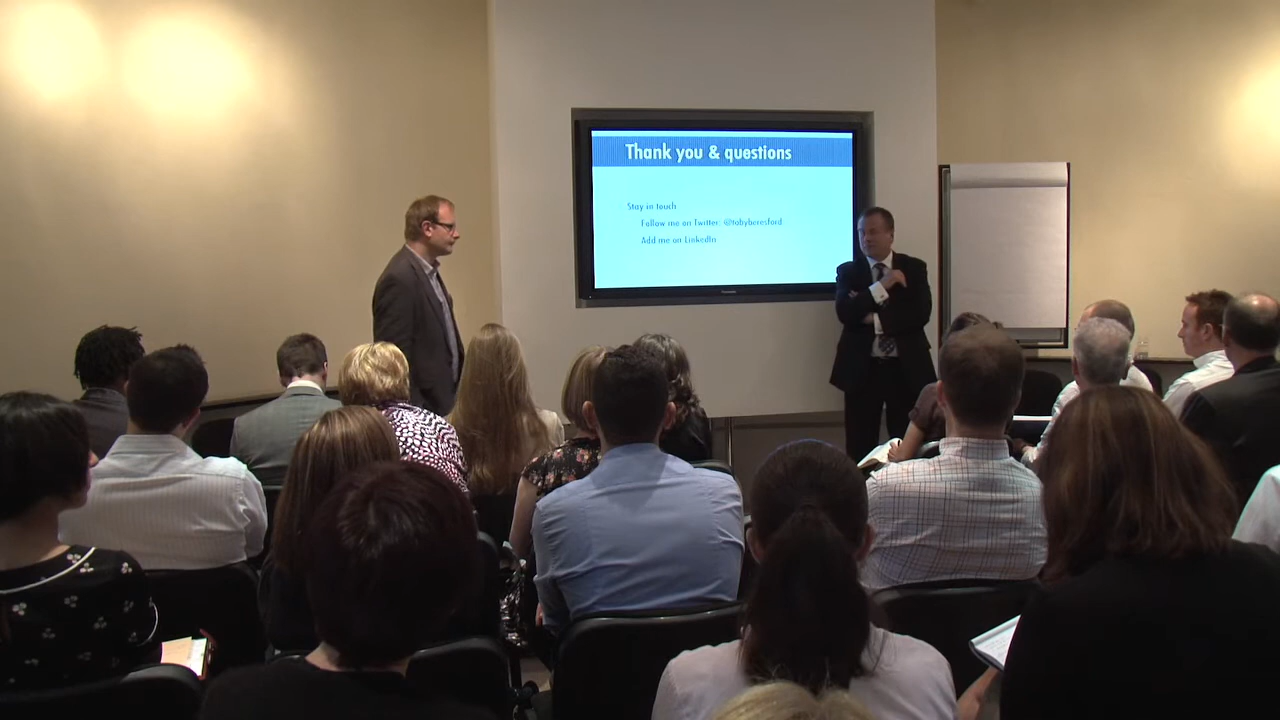 Thank you & questions
Stay in touch
Follow me on Twitter: @tobyberesford
Add me on LinkedIn